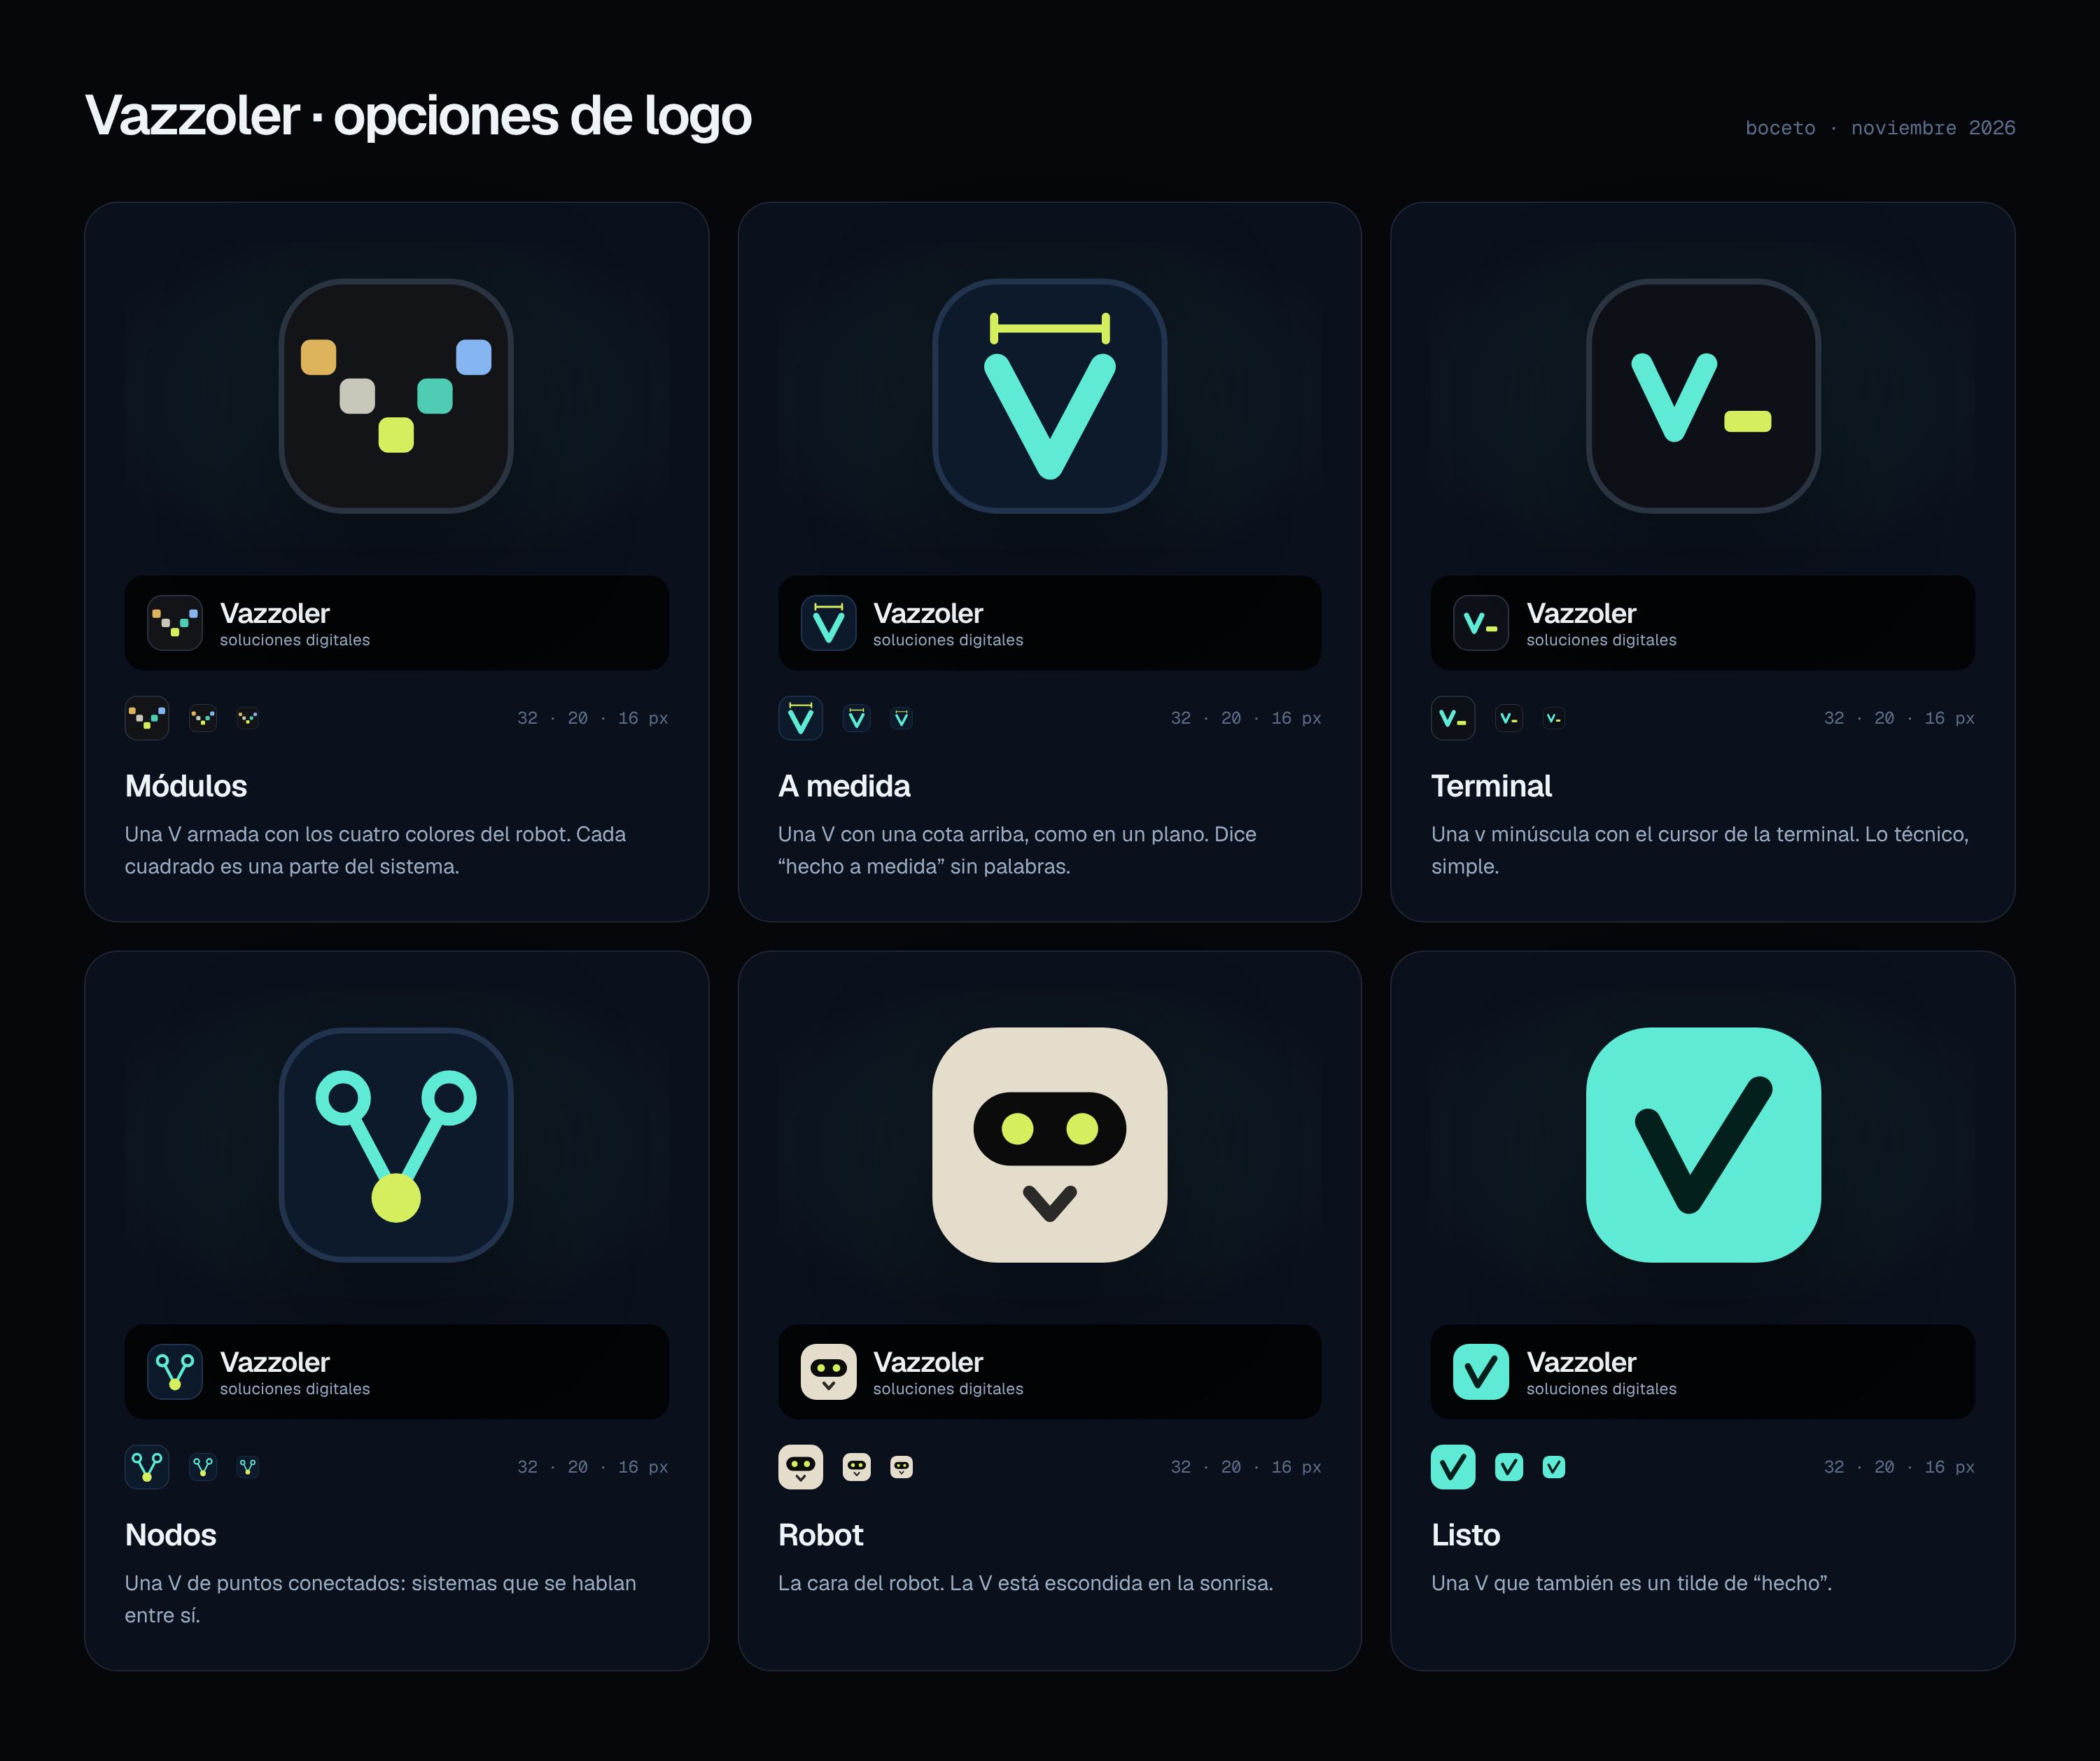 Vazzoler · opciones de logo
boceto · noviembre 2026
Vazzoler
soluciones digitales
32 · 20 · 16 px
Módulos
Una V armada con los cuatro colores del robot. Cada
cuadrado es una parte del sistema.
Vazzoler
soluciones digitales
32 · 20 · 16 px
A medida
Una V con una cota arriba, como en un plano. Dice
“hecho a medida” sin palabras.
Vazzoler
soluciones digitales
32 · 20 · 16 px
Terminal
Una v minúscula con el cursor de la terminal. Lo técnico,
simple.
Vazzoler
soluciones digitales
32 · 20 · 16 px
Nodos
Una V de puntos conectados: sistemas que se hablan
entre sí.
Vazzoler
soluciones digitales
32 · 20 · 16 px
Robot
La cara del robot. La V está escondida en la sonrisa.
Vazzoler
soluciones digitales
32 · 20 · 16 px
Listo
Una V que también es un tilde de “hecho”.